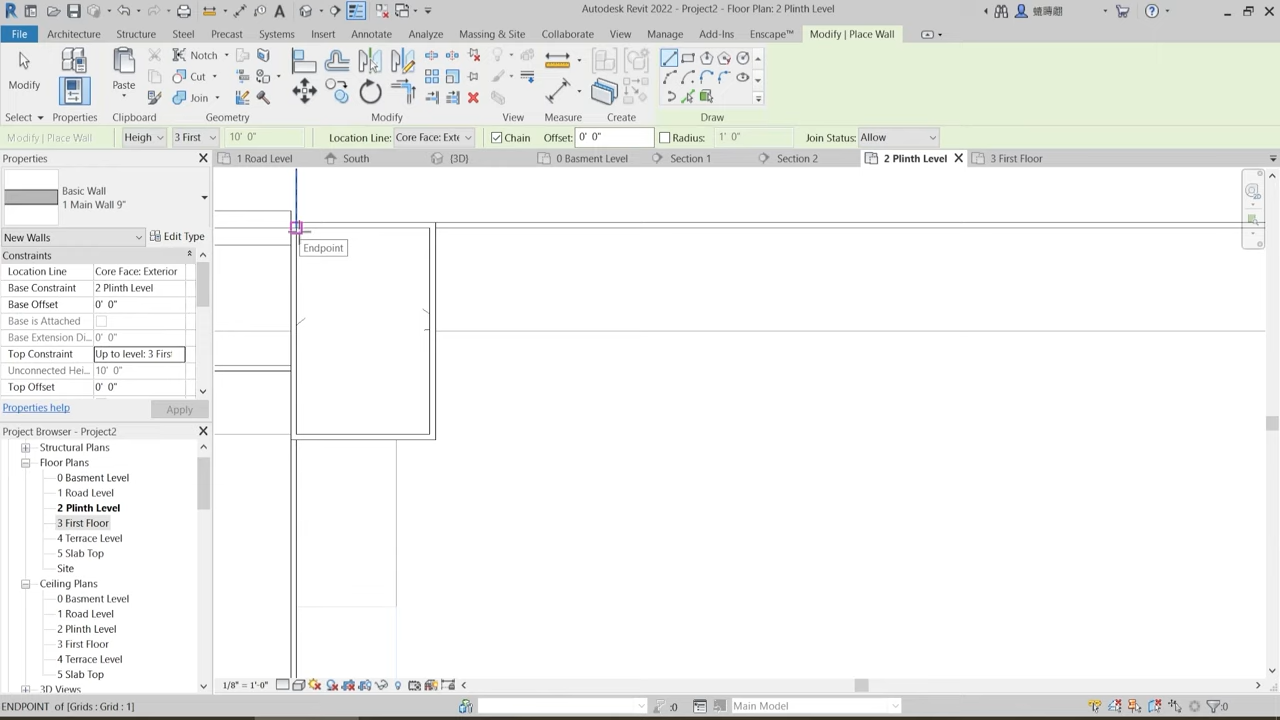 Autodesk Revit 2022 - Project2 - Floor Plan: 2 Plinth Level
File Architecture Structure Steel Precast Systems Insert Annotate Analyze Massing & Site Collaborate View Manage Add-Ins Enscape™ Modify | Place Wall
Modify Paste Notch Cut Join
Select Properties Clipboard Geometry Modify View Measure Create Draw
Modify | Place Wall Heigh 3 First 10' 0" Location Line: Core Face: Exte Chain Offset: 0' 0" Radius: 1' 0" Join Status: Allow
Properties
1 Road Level South {3D} 0 Basment Level Section 1 Section 2 2 Plinth Level 3 First Floor
Basic Wall
1 Main Wall 9"
New Walls Edit Type
Constraints
Location Line Core Face: Exterior
Base Constraint 2 Plinth Level
Base Offset 0' 0"
Base is Attached
Base Extension Di... 0' 0"
Top Constraint Up to level: 3 Firs
Unconnected Hei... 10' 0"
Top Offset 0' 0"
Properties help Apply
Endpoint
Project Browser - Project2
Structural Plans
Floor Plans
0 Basment Level
1 Road Level
2 Plinth Level
3 First Floor
4 Terrace Level
5 Slab Top
Site
Ceiling Plans
0 Basment Level
1 Road Level
2 Plinth Level
3 First Floor
4 Terrace Level
5 Slab Top
3D Views
1/8" = 1'-0"
ENDPOINT of [Grids : Grid : 1] :0 Main Model :0